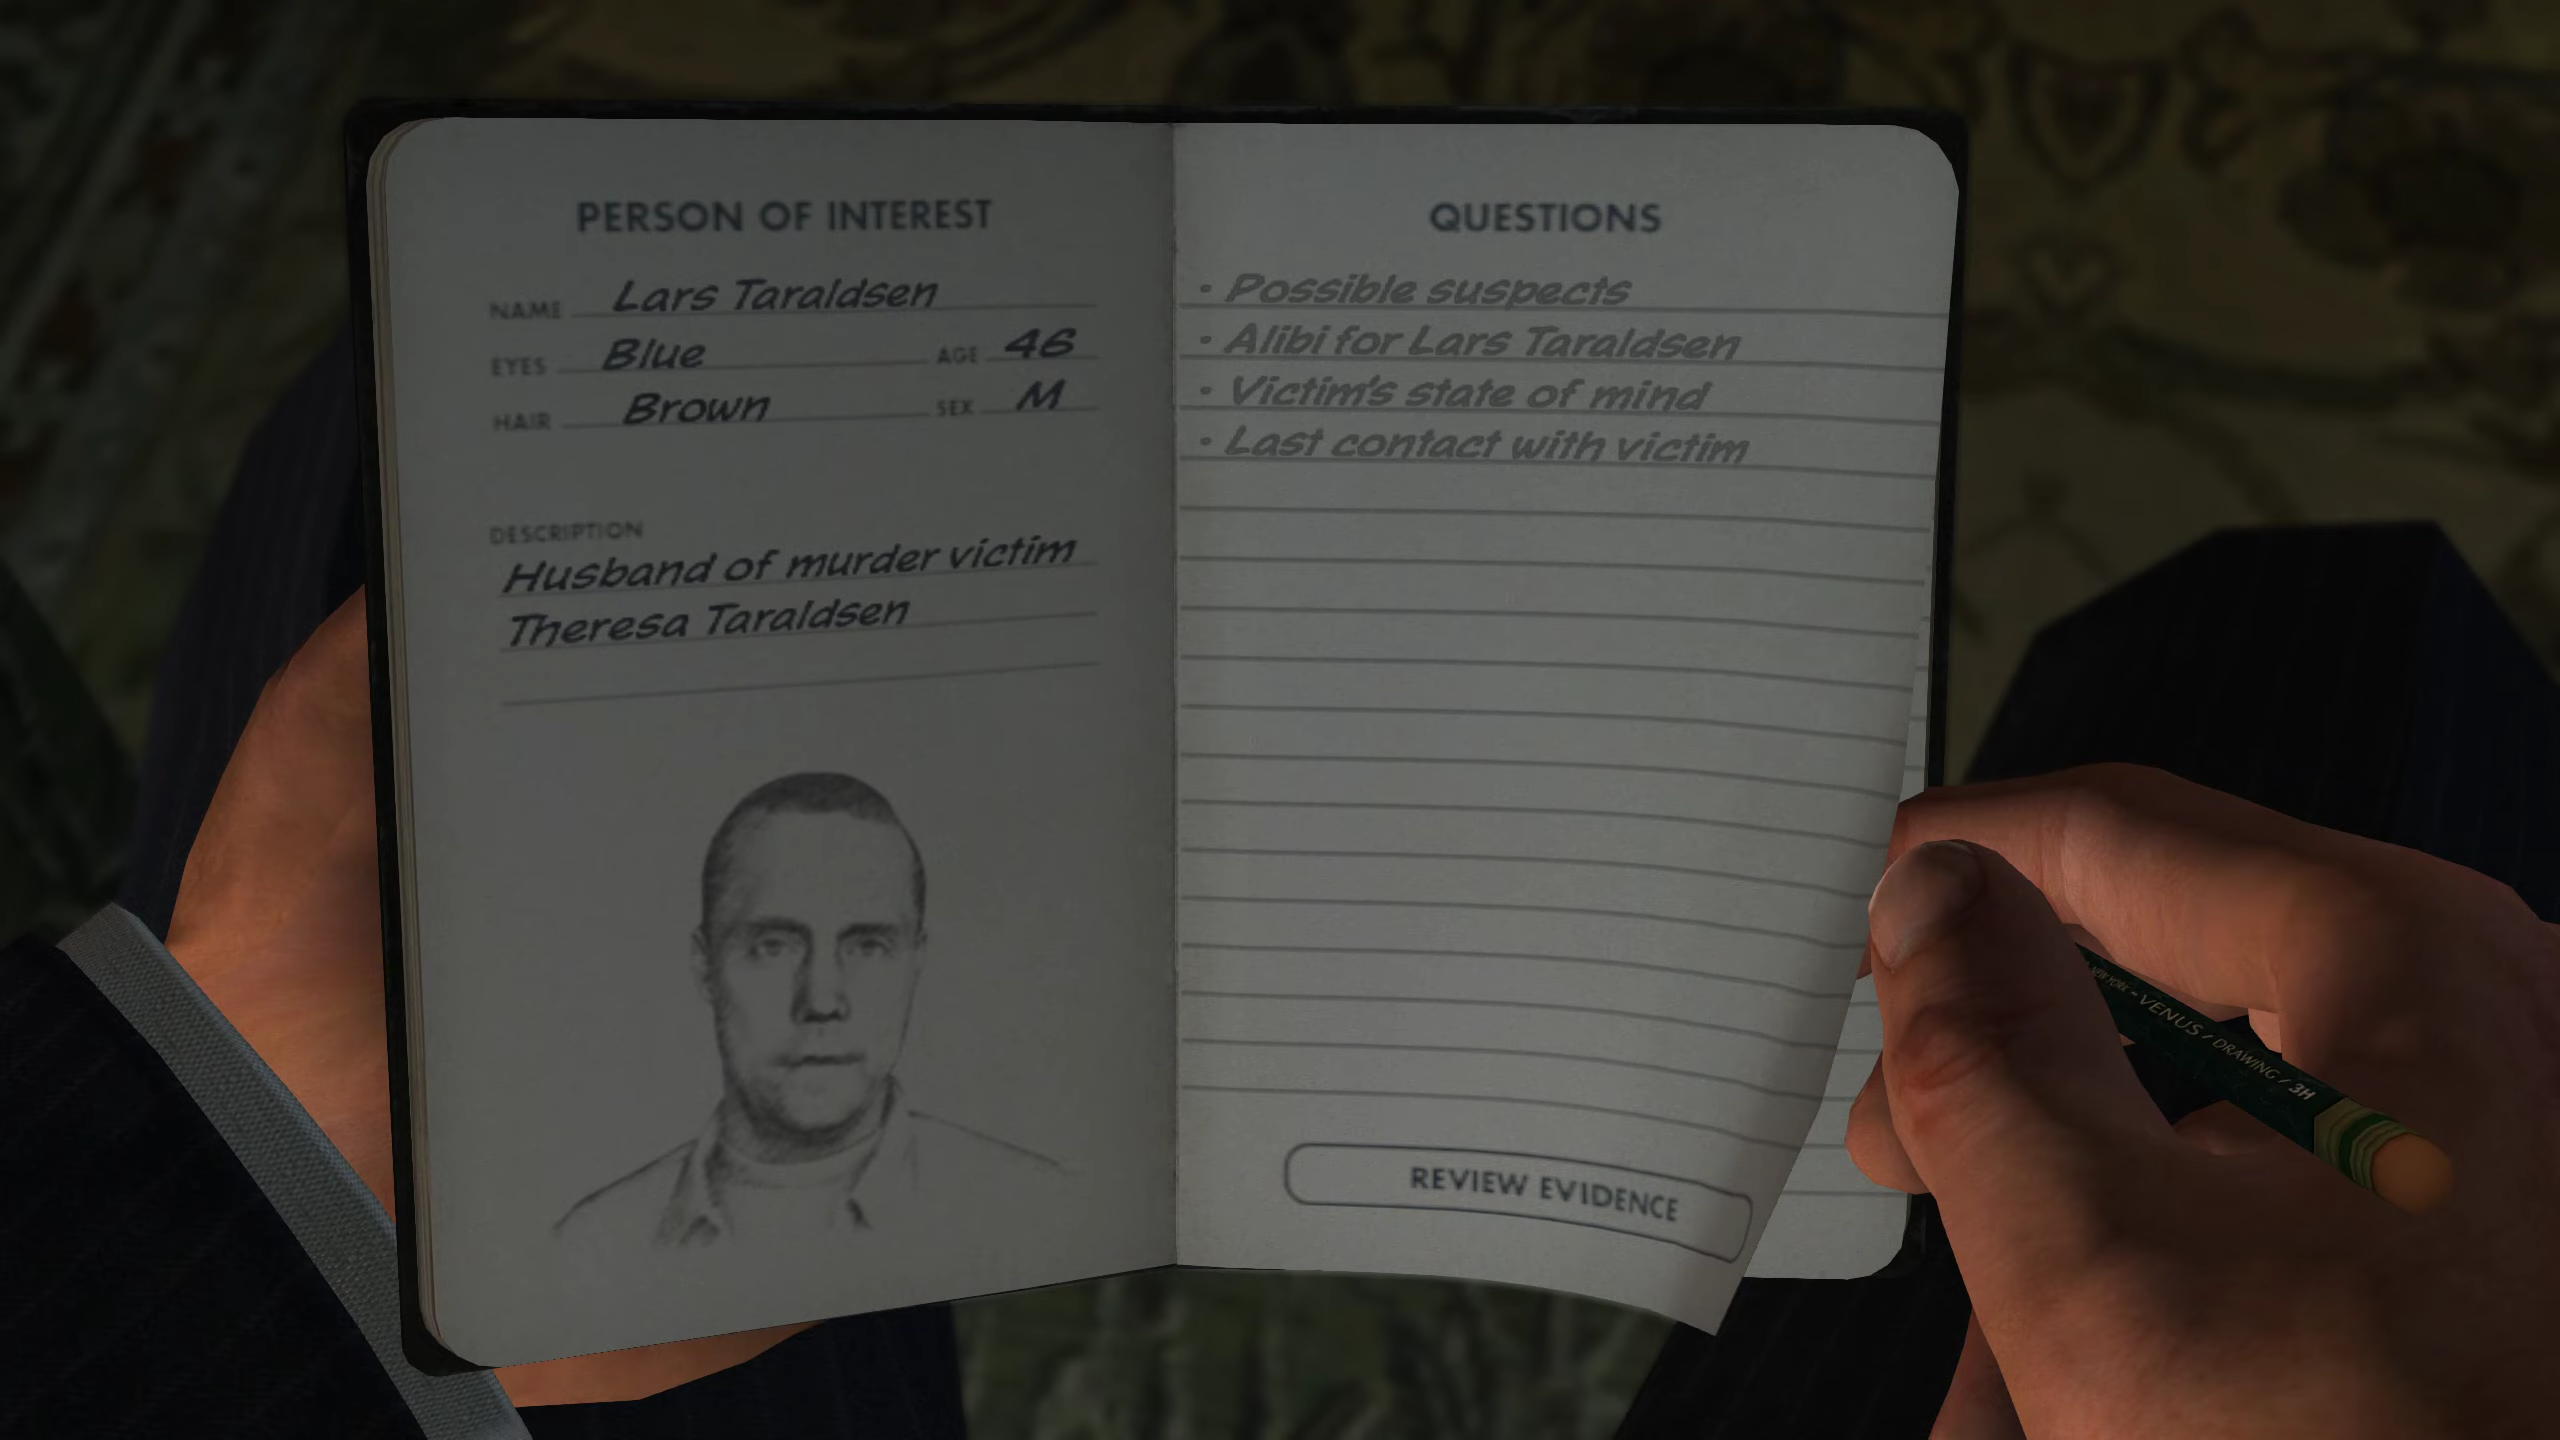 PERSON OF INTEREST
NAME Lars Taraldsen
EYES Blue AGE 46
HAIR Brown SEX M
DESCRIPTION
Husband of murder victim
Theresa Taraldsen
QUESTIONS
• Possible suspects
• Alibi for Lars Taraldsen
• Victim's state of mind
• Last contact with victim
REVIEW EVIDENCE
NEW YORK - VENUS / DRAWING / 3H